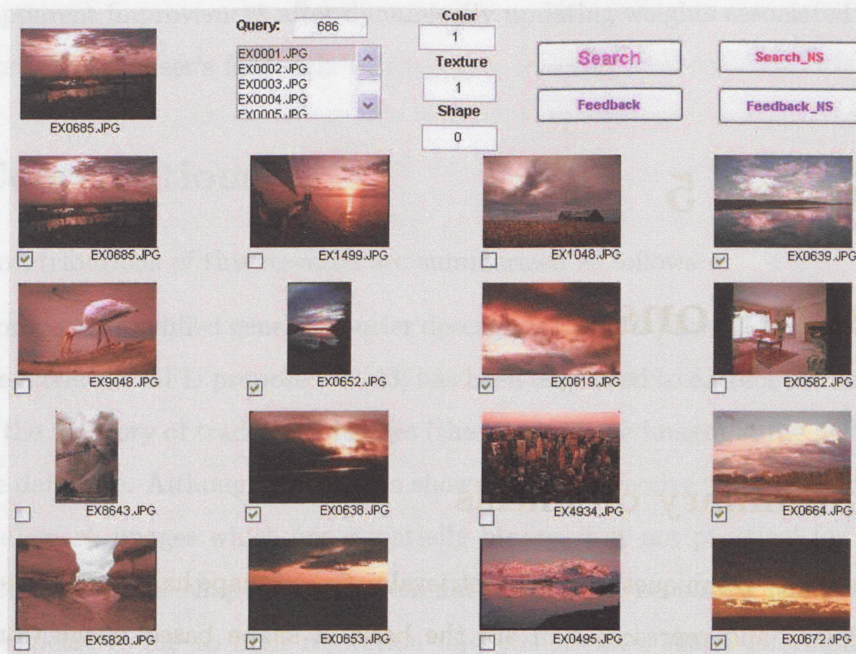 Query: 686
EX0001.JPG
EX0002.JPG
EX0003.JPG
EX0004.JPG
EX0005.JPG
Color
1
Texture
1
Shape
0
Search
Search_NS
Feedback
Feedback_NS
EX0685.JPG
EX0685.JPG
EX1499.JPG
EX1048.JPG
EX0639.JPG
EX9048.JPG
EX0652.JPG
EX0619.JPG
EX0582.JPG
EX8643.JPG
EX0638.JPG
EX4934.JPG
EX0664.JPG
EX5820.JPG
EX0653.JPG
EX0495.JPG
EX0672.JPG